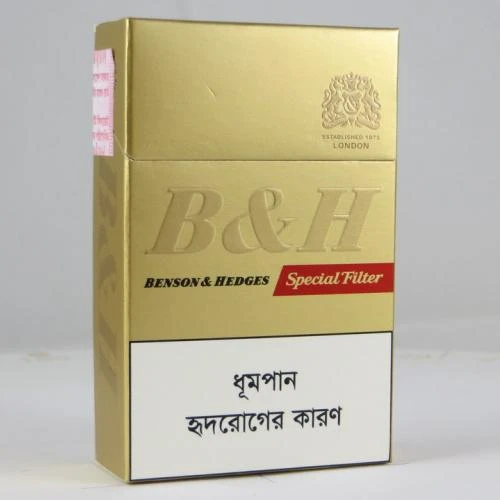 ESTABLISHED 1873
LONDON
B&H
BENSON & HEDGES Special Filter
ধূমপান
হৃদরোগের কারণ
B&H